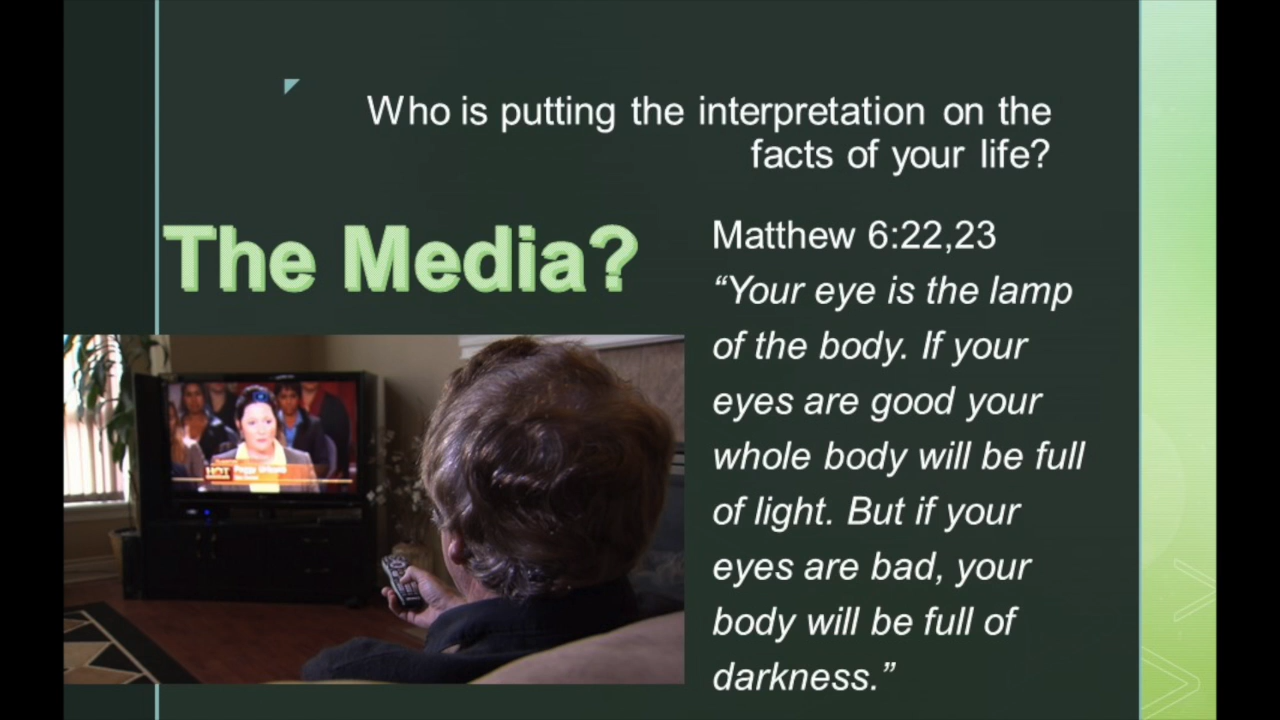 Who is putting the interpretation on the
facts of your life?
The Media?
Matthew 6:22,23
“Your eye is the lamp
of the body. If your
eyes are good your
whole body will be full
of light. But if your
eyes are bad, your
body will be full of
darkness.”
HOT